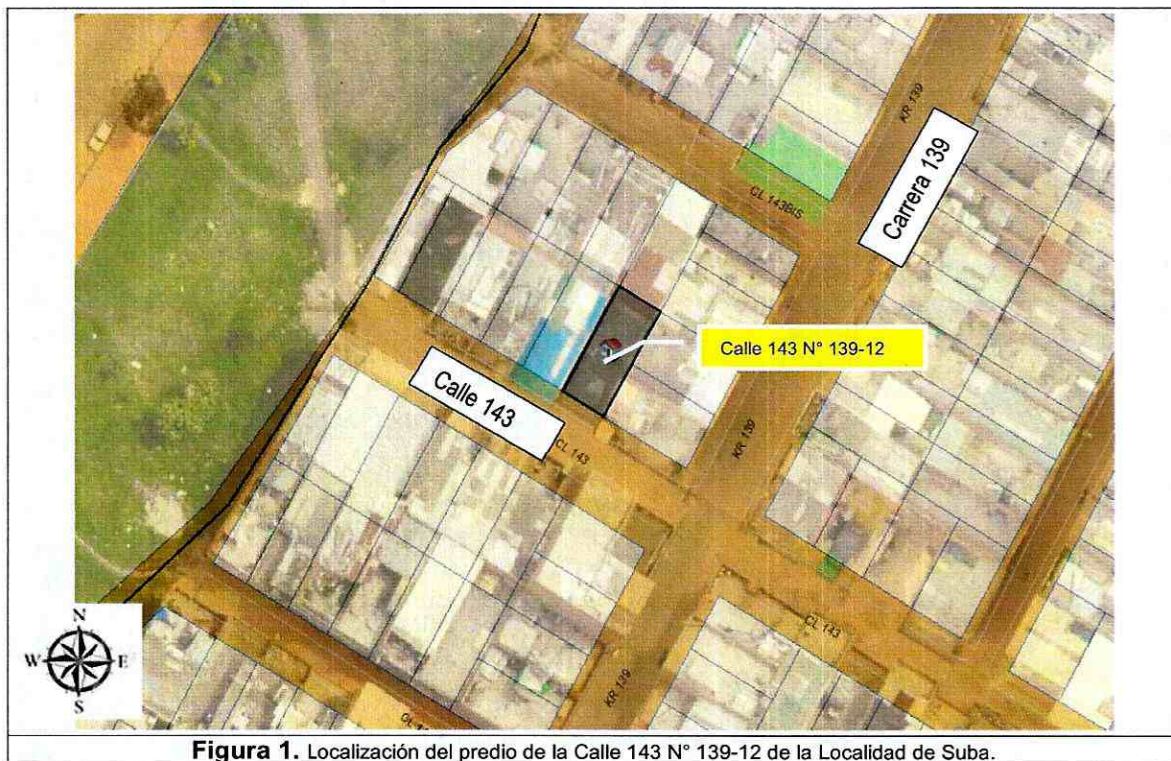 KR 139
Carrera 139
CL 143BIS
Calle 143 N° 139-12
Calle 143
CL 143
KR 139
CL 143
KR 139
N
W
E
S
Figura 1. Localización del predio de la Calle 143 N° 139-12 de la Localidad de Suba.